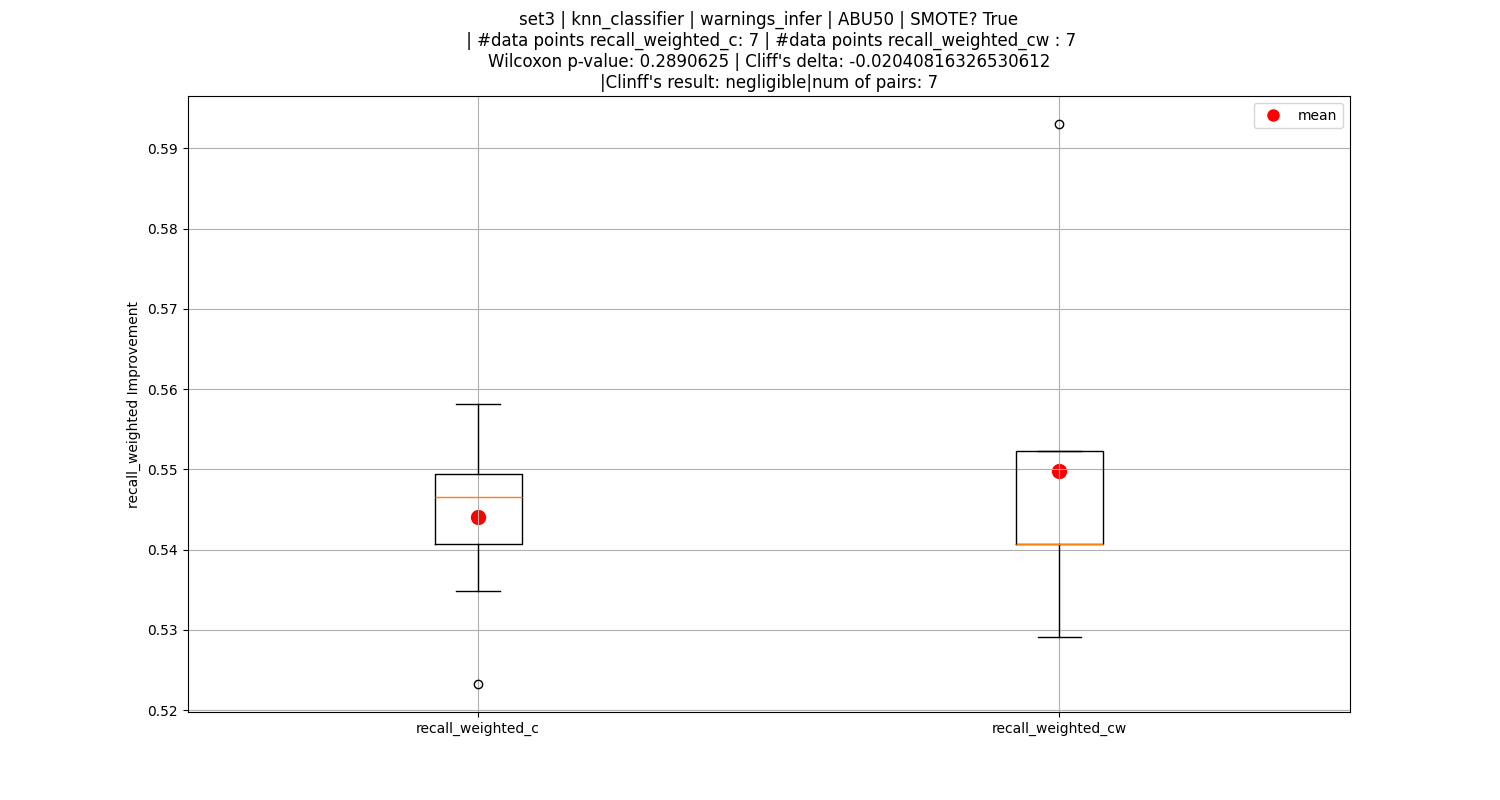 set3 | knn_classifier | warnings_infer | ABU50 | SMOTE? True
| #data points recall_weighted_c: 7 | #data points recall_weighted_cw : 7
Wilcoxon p-value: 0.2890625 | Cliff's delta: -0.02040816326530612
|Clinff's result: negligible|num of pairs: 7
mean
0.59
0.58
0.57
0.56
0.55
0.54
0.53
0.52
recall_weighted Improvement
recall_weighted_c
recall_weighted_cw